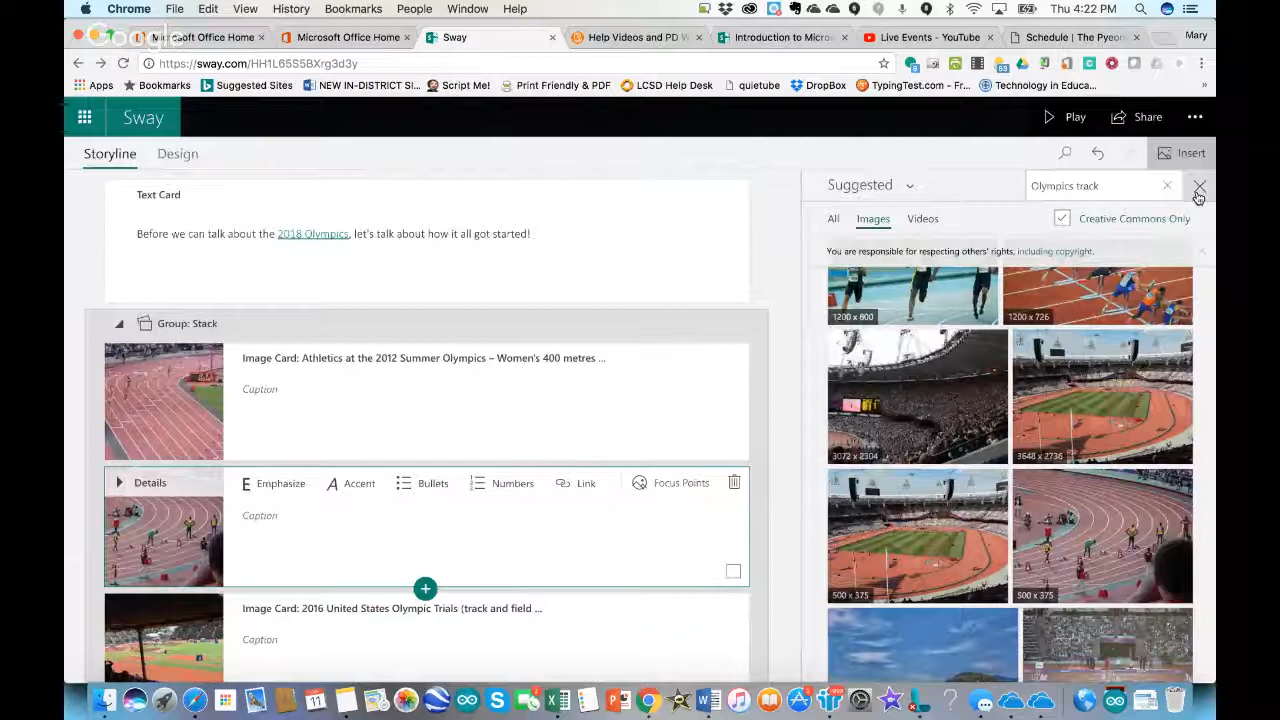 Chrome File Edit View History Bookmarks People Window Help Thu 4:22 PM
Google
Microsoft Office Home Microsoft Office Home Sway Help Videos and PD W Introduction to Micros Live Events - YouTube Schedule | The Pyeon Mary
https://sway.com/HH1L65S5BXrg3d3y
Apps Bookmarks Suggested Sites NEW IN-DISTRICT SI... Script Me! Print Friendly & PDF LCSD Help Desk quietube DropBox TypingTest.com - Fr... Technology in Educa...
Sway Play Share
Storyline Design Insert
Text Card
Before we can talk about the 2018 Olympics, let's talk about how it all got started!
Group: Stack
Image Card: Athletics at the 2012 Summer Olympics – Women's 400 metres ...
Caption
Details E Emphasize A Accent Bullets Numbers Link Focus Points
Caption
Image Card: 2016 United States Olympic Trials (track and field ...
Caption
Suggested Olympics track
All Images Videos Creative Commons Only
You are responsible for respecting others' rights, including copyright.
1200 x 800 1200 x 726
3072 x 2304 3648 x 2736
500 x 375 500 x 375